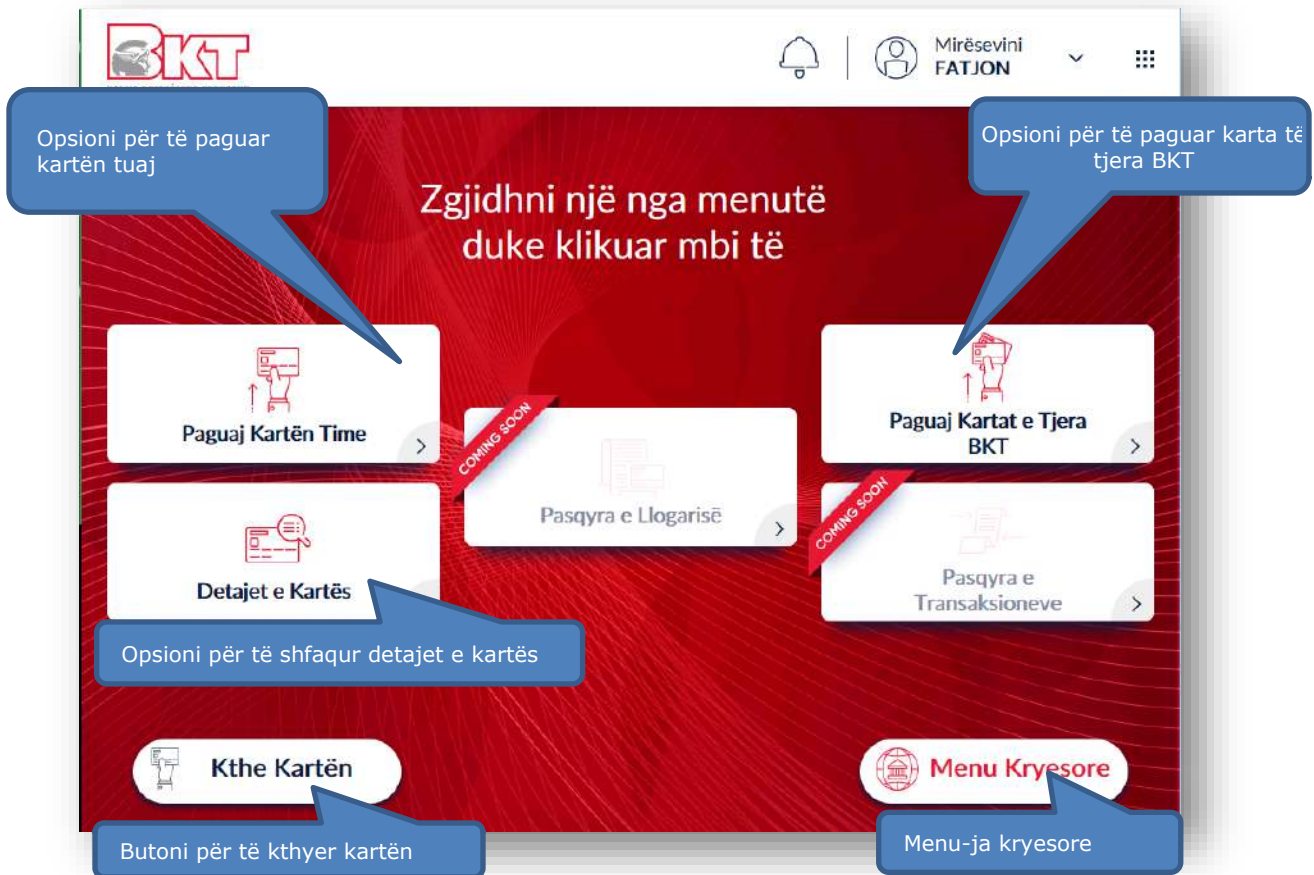 BKT
Mirësevini
FATJON
Opsioni për të paguar
kartën tuaj
Opsioni për të paguar karta të
tjera BKT
Zgjidhni një nga menutë
duke klikuar mbi të
Paguaj Kartën Time
COMING SOON
Pasqyra e Llogarisë
Paguaj Kartat e Tjera
BKT
Detajet e Kartës
COMING SOON
Pasqyra e
Transaksioneve
Opsioni për të shfaqur detajet e kartës
Kthe Kartën
Menu Kryesore
Butoni për të kthyer kartën
Menu-ja kryesore